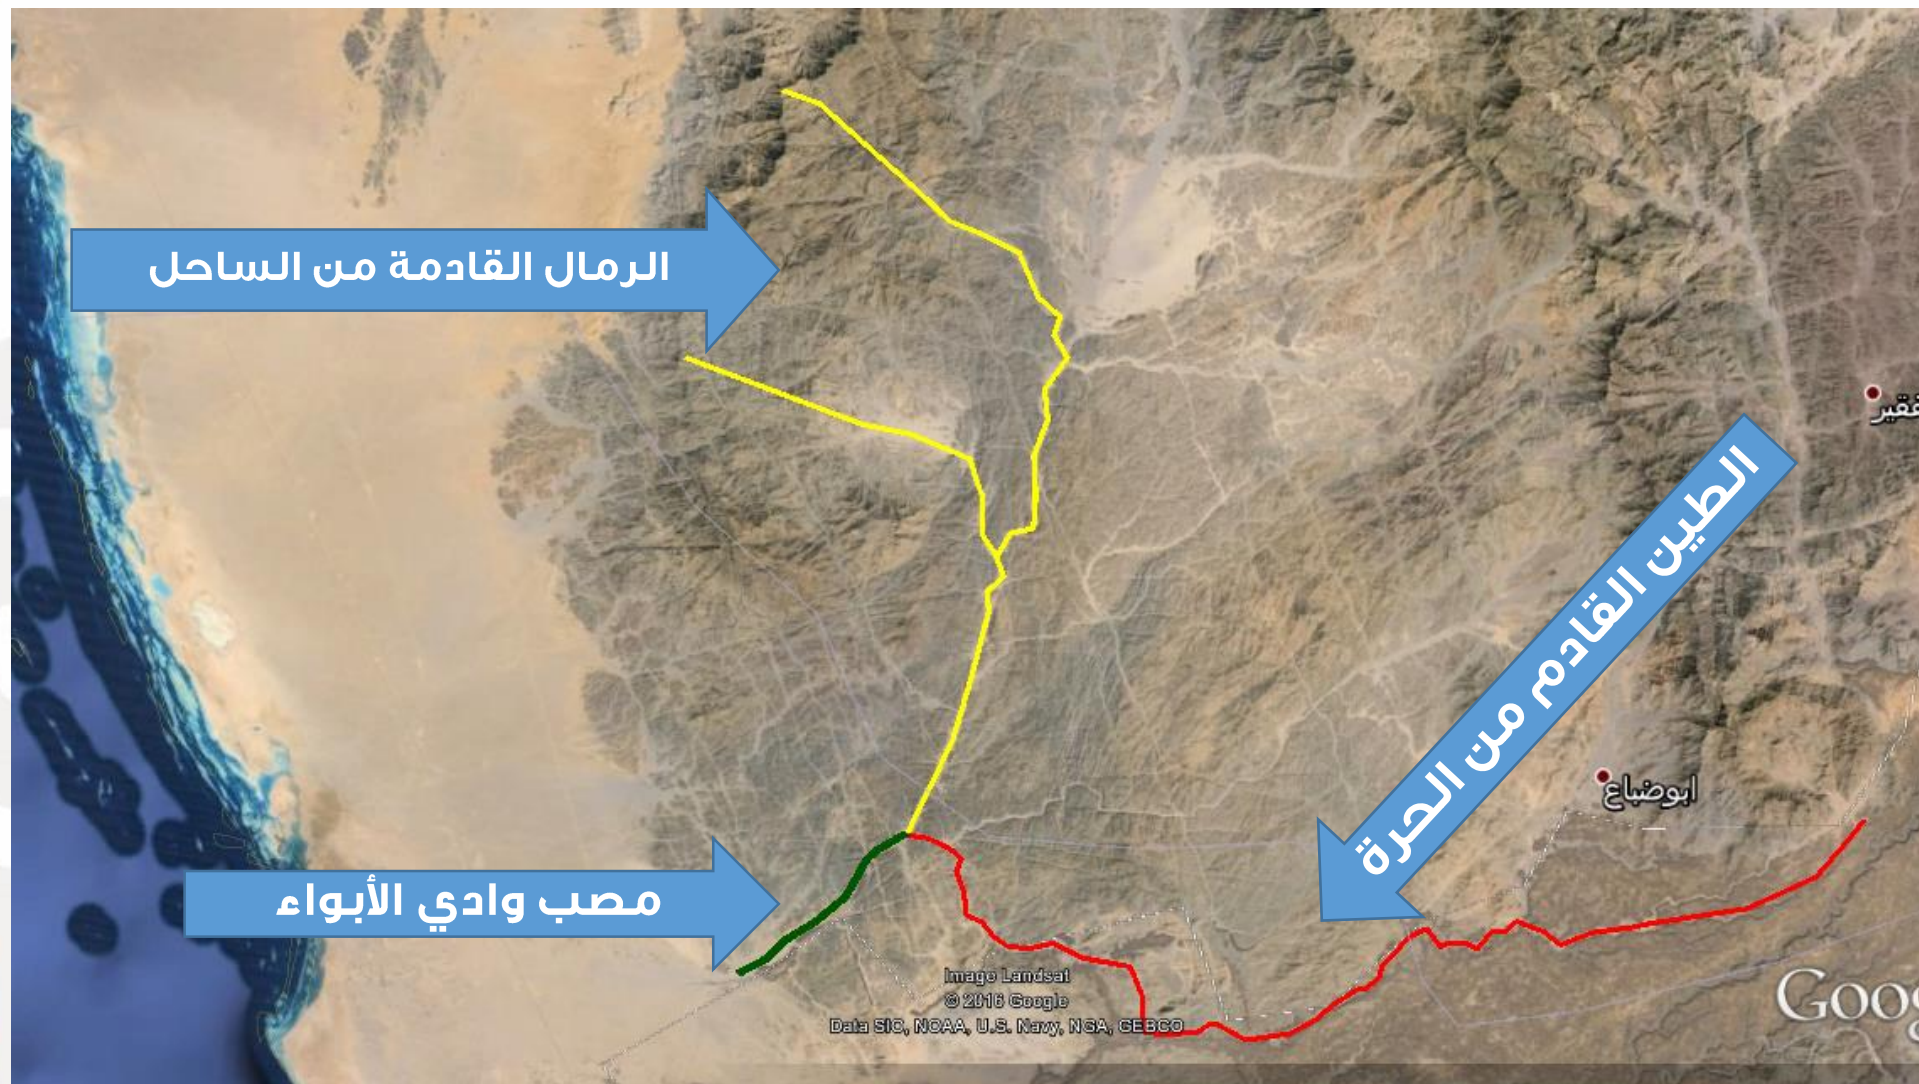 الرمال القادمة من الساحل
الطين القادم من الحرة
ابوضباع
مصب وادي الأبواء
Image Landsat
© 2016 Google
Data SIO, NOAA, U.S. Navy, NGA, GEBCO